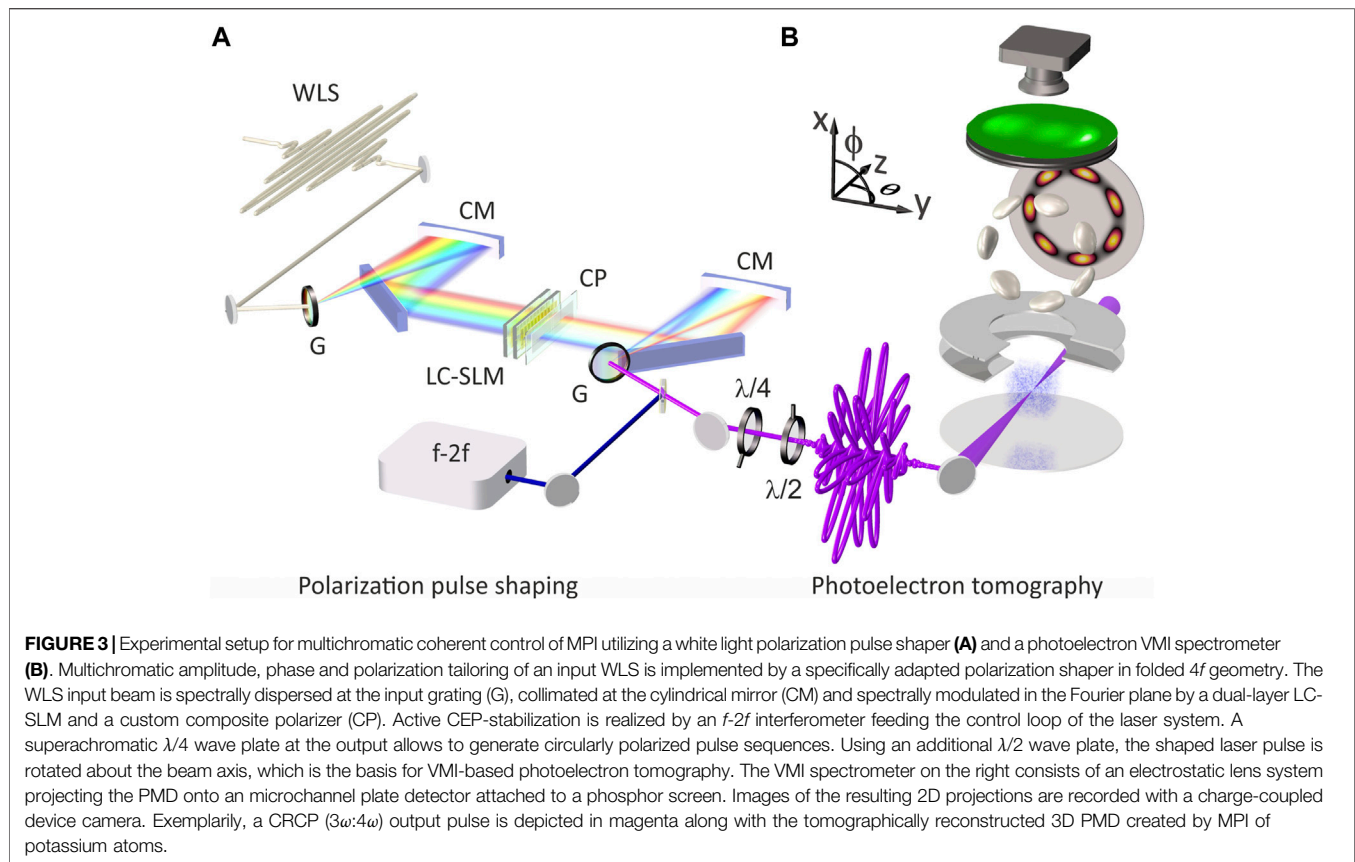 A
B
WLS
CM
CM
CP
G
LC-SLM
G
f-2f
λ/4
λ/2
x
ϕ
z
θ
y
Polarization pulse shaping
Photoelectron tomography
FIGURE 3 | Experimental setup for multichromatic coherent control of MPI utilizing a white light polarization pulse shaper (A) and a photoelectron VMI spectrometer
(B). Multichromatic amplitude, phase and polarization tailoring of an input WLS is implemented by a specifically adapted polarization shaper in folded 4f geometry. The
WLS input beam is spectrally dispersed at the input grating (G), collimated at the cylindrical mirror (CM) and spectrally modulated in the Fourier plane by a dual-layer LC-
SLM and a custom composite polarizer (CP). Active CEP-stabilization is realized by an f-2f interferometer feeding the control loop of the laser system. A
superachromatic λ/4 wave plate at the output allows to generate circularly polarized pulse sequences. Using an additional λ/2 wave plate, the shaped laser pulse is
rotated about the beam axis, which is the basis for VMI-based photoelectron tomography. The VMI spectrometer on the right consists of an electrostatic lens system
projecting the PMD onto an microchannel plate detector attached to a phosphor screen. Images of the resulting 2D projections are recorded with a charge-coupled
device camera. Exemplarily, a CRCP (3ω:4ω) output pulse is depicted in magenta along with the tomographically reconstructed 3D PMD created by MPI of
potassium atoms.